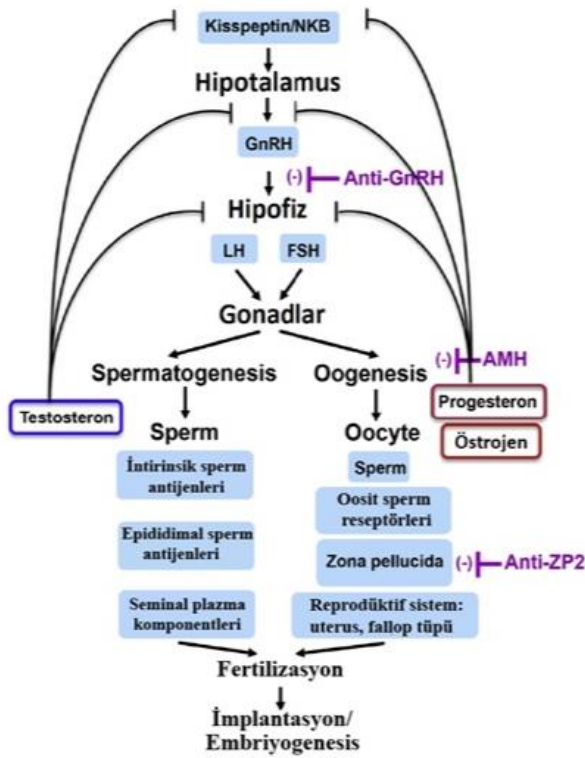 Kisspeptin/NKB
Hipotalamus
GnRH
(-) Anti-GnRH
Hipofiz
LH FSH
Gonadlar
(-) AMH
Spermatogenesis Oogenesis
Testosteron
Progesteron
Östrojen
Sperm Oocyte
İntirinsik sperm
antijenleri
Sperm
Oosit sperm
reseptörleri
Epididimal sperm
antijenleri
Zona pellucida (-) Anti-ZP2
Seminal plazma
komponentleri
Reprodüktif sistem:
uterus, fallop tüpü
Fertilizasyon
İmplantasyon/
Embriyogenesis